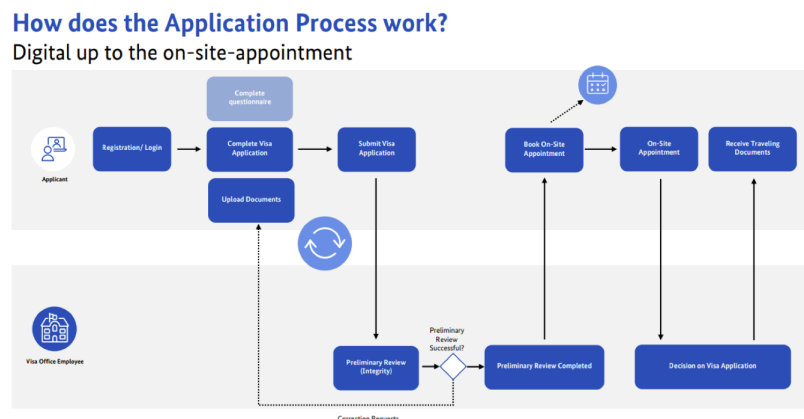 How does the Application Process work?
Digital up to the on-site-appointment
Complete
questionnaire
Registration/ Login
Complete Visa
Application
Submit Visa
Application
Book On-Site
Appointment
On-Site
Appointment
Receive Traveling
Documents
Applicant
Upload Documents
Preliminary
Review
Successful?
Visa Office Employee
Preliminary Review
(Integrity)
Preliminary Review Completed
Decision on Visa Application
Correction Requests